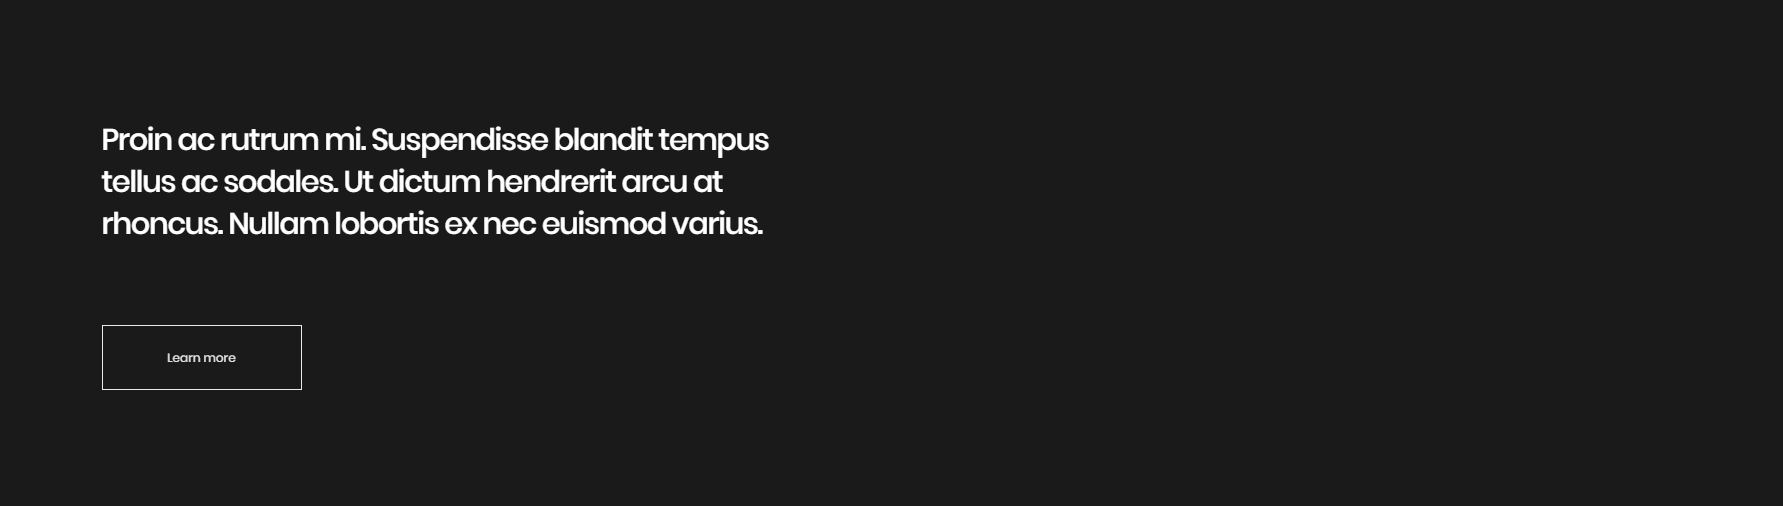 Proin ac rutrum mi. Suspendisse blandit tempus
tellus ac sodales. Ut dictum hendrerit arcu at
rhoncus. Nullam lobortis ex nec euismod varius.
Learn more